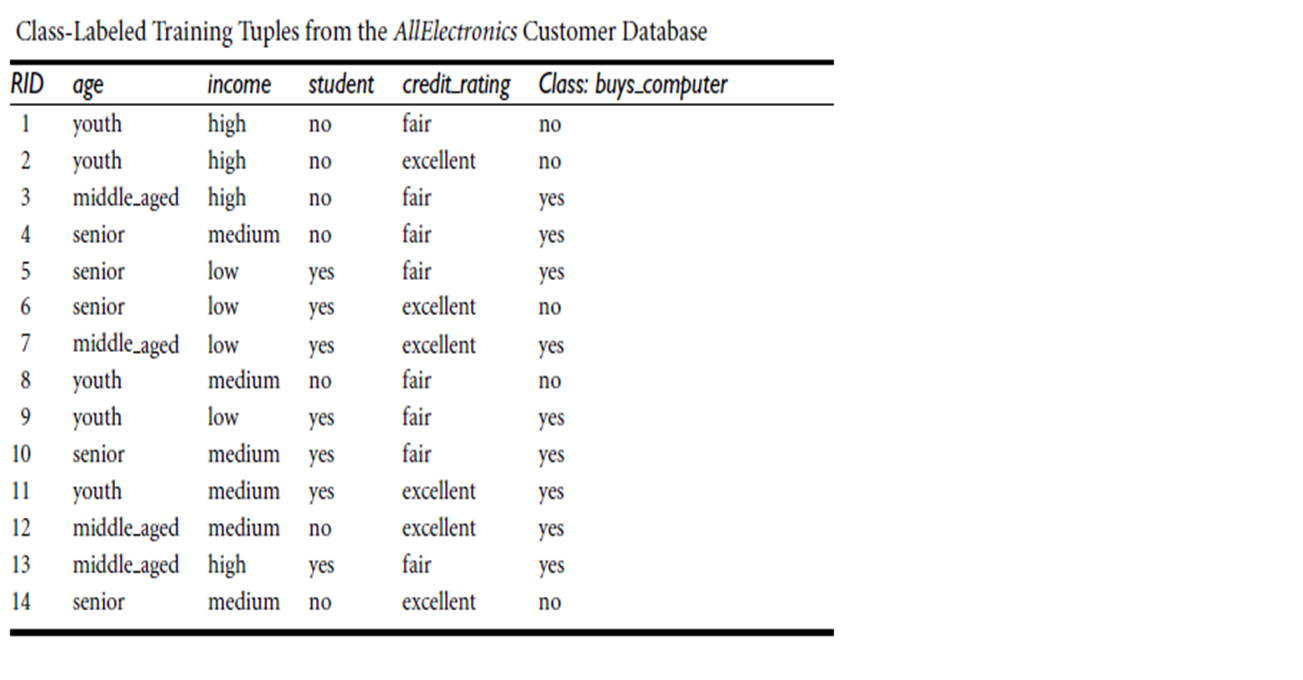 Class-Labeled Training Tuples from the AllElectronics Customer Database
RID age income student credit_rating Class: buys_computer
1 youth high no fair no
2 youth high no excellent no
3 middle_aged high no fair yes
4 senior medium no fair yes
5 senior low yes fair yes
6 senior low yes excellent no
7 middle_aged low yes excellent yes
8 youth medium no fair no
9 youth low yes fair yes
10 senior medium yes fair yes
11 youth medium yes excellent yes
12 middle_aged medium no excellent yes
13 middle_aged high yes fair yes
14 senior medium no excellent no